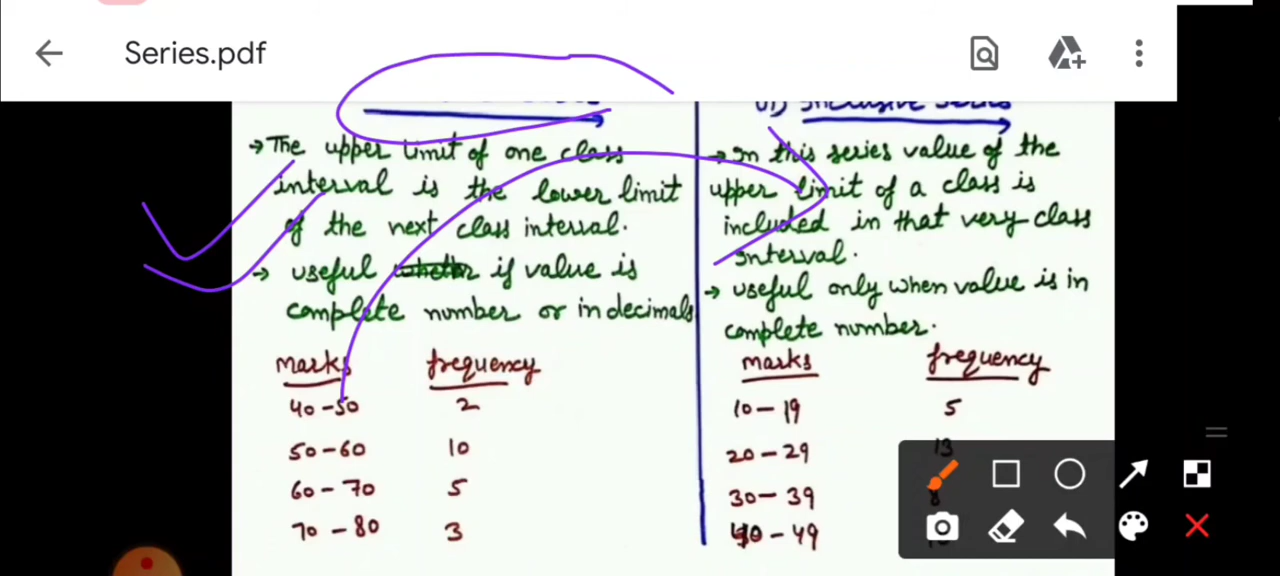 Series.pdf
→ The upper limit of one class
interval is the lower limit
of the next class interval.
→ useful if value is
complete number or in decimals
marks frequency
40-50 2
50-60 10
60-70 5
70-80 3
Inclusive Series
→ In this series value of the
upper limit of a class is
included in that very class
Interval.
→ useful only when value is in
complete number.
marks frequency
10-19 5
20-29 13
30-39 8
40-49